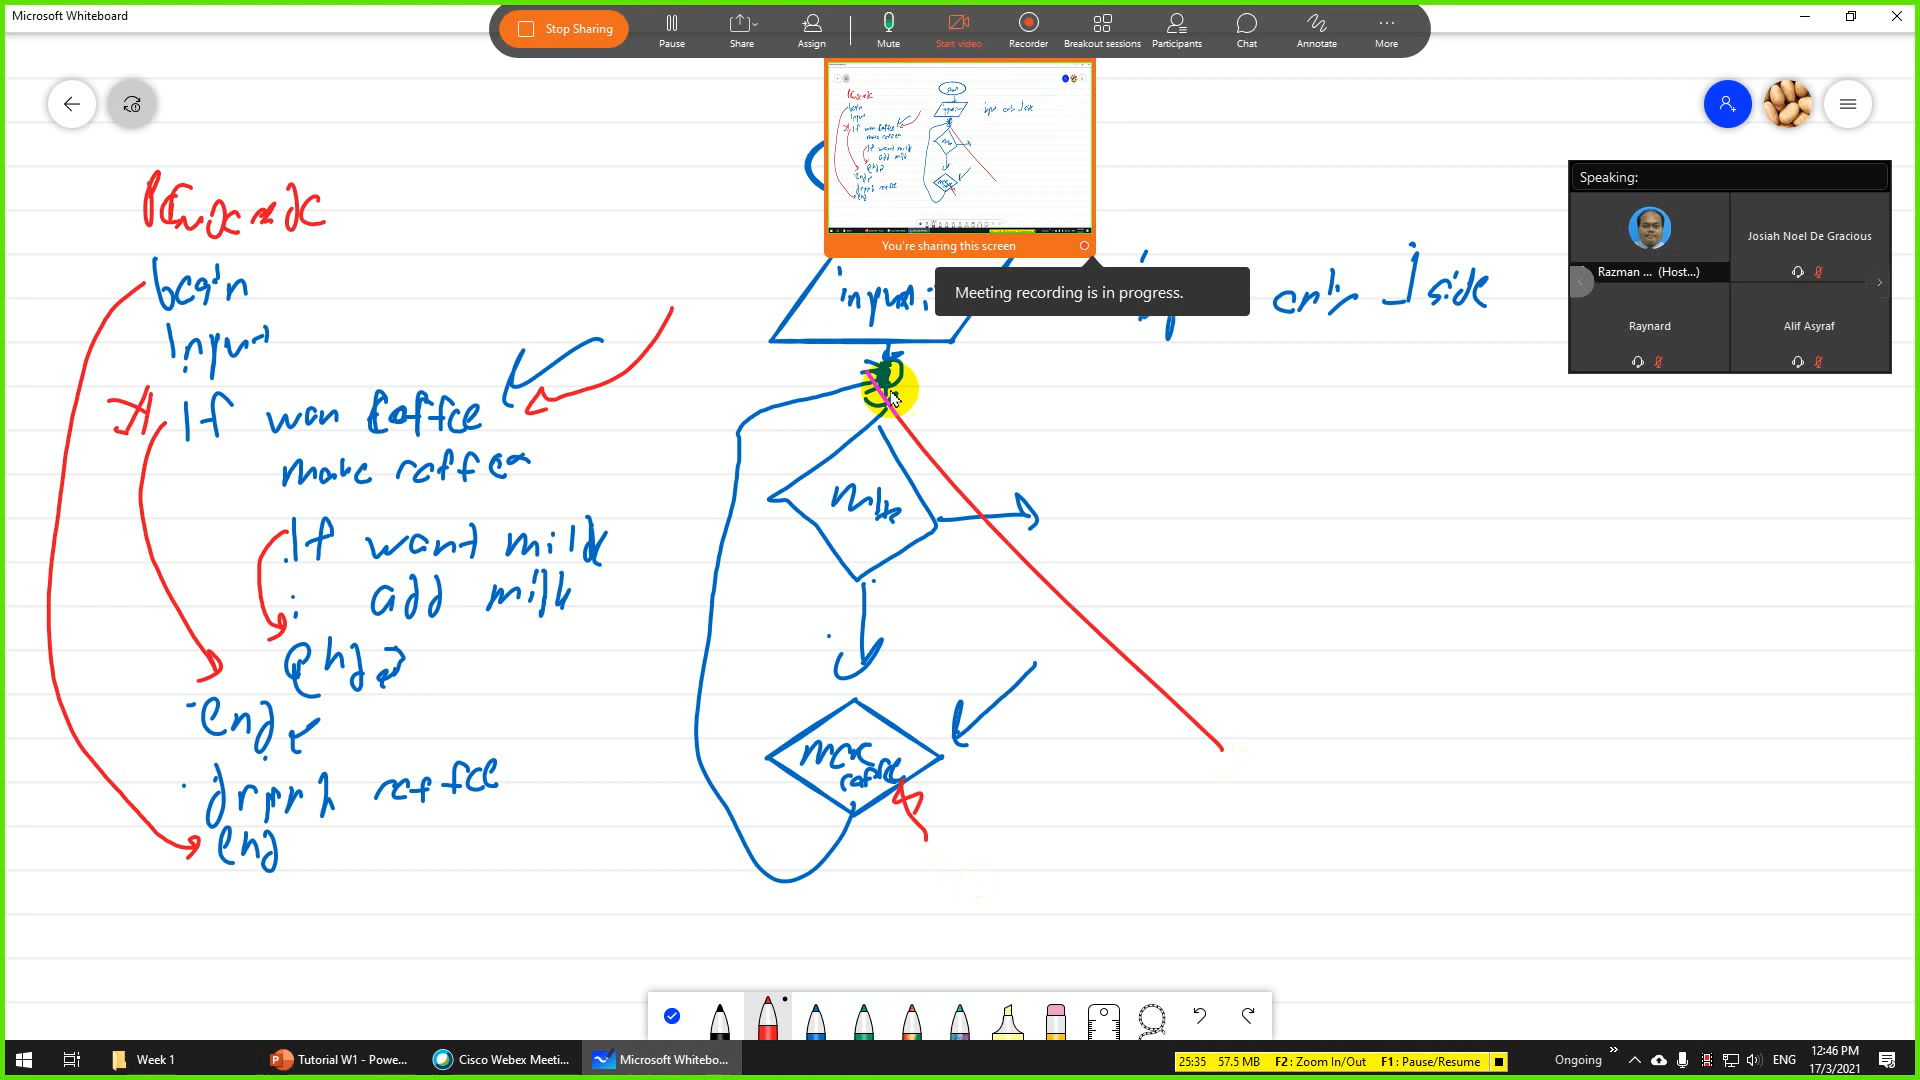 Microsoft Whiteboard
Stop Sharing
Pause
Share
Assign
Mute
Start video
Recorder
Breakout sessions
Participants
Chat
Annotate
More
You're sharing this screen
Meeting recording is in progress.
Speaking:
Razman ... (Host...)
Josiah Noel De Gracious
Raynard
Alif Asyraf
begin
Input
If wan coffee
make coffee
If want milk
add milk
end
end
coffee
end
input
only 1 side
milk
make
coffee
Week 1
Tutorial W1 - Powe...
Cisco Webex Meeti...
Microsoft Whitebo...
25:35 57.5 MB F2: Zoom In/Out F1: Pause/Resume
Ongoing
ENG
12:46 PM
17/3/2021